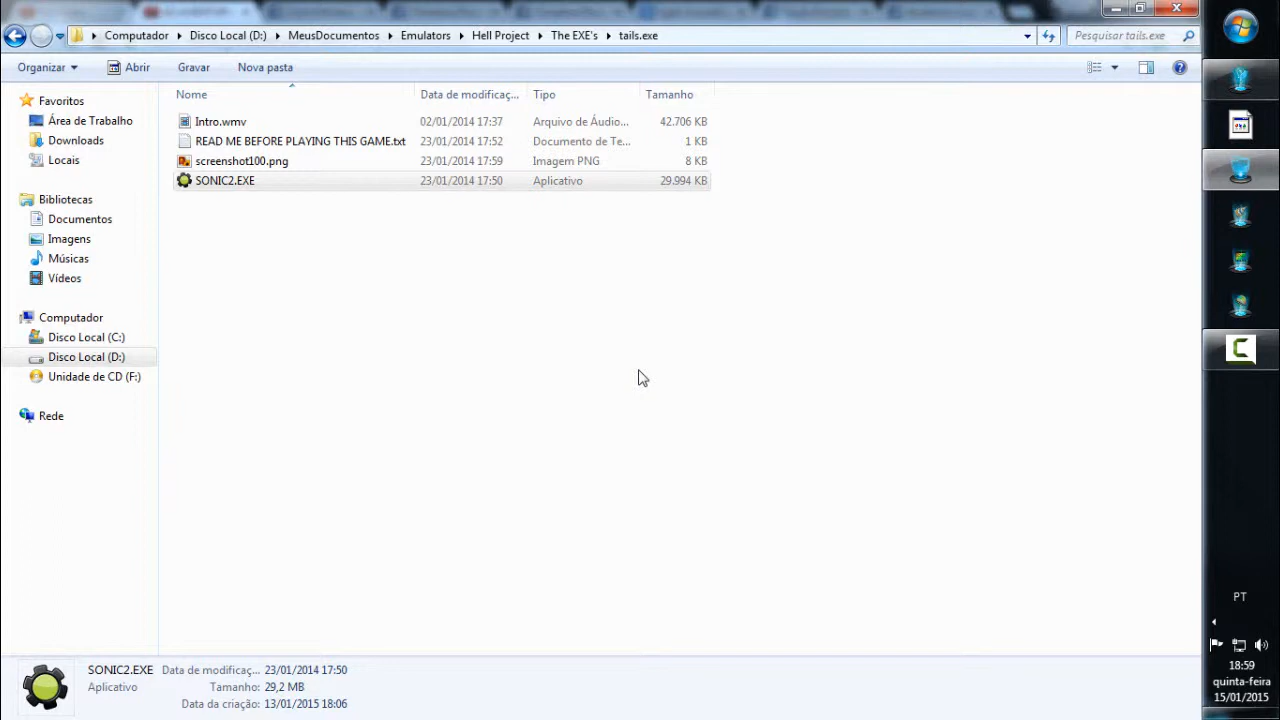 Computador Disco Local (D:) MeusDocumentos Emulators Hell Project The EXE's tails.exe Pesquisar tails.exe
Organizar Abrir Gravar Nova pasta
Nome Data de modificaç... Tipo Tamanho
Intro.wmv 02/01/2014 17:37 Arquivo de Áudio... 42.706 KB
READ ME BEFORE PLAYING THIS GAME.txt 23/01/2014 17:52 Documento de Te... 1 KB
screenshot100.png 23/01/2014 17:59 Imagem PNG 8 KB
SONIC2.EXE 23/01/2014 17:50 Aplicativo 29.994 KB
Favoritos
Área de Trabalho
Downloads
Locais
Bibliotecas
Documentos
Imagens
Músicas
Vídeos
Computador
Disco Local (C:)
Disco Local (D:)
Unidade de CD (F:)
Rede
SONIC2.EXE Data de modificaç... 23/01/2014 17:50
Aplicativo Tamanho: 29,2 MB
Data da criação: 13/01/2015 18:06
PT
18:59
quinta-feira
15/01/2015